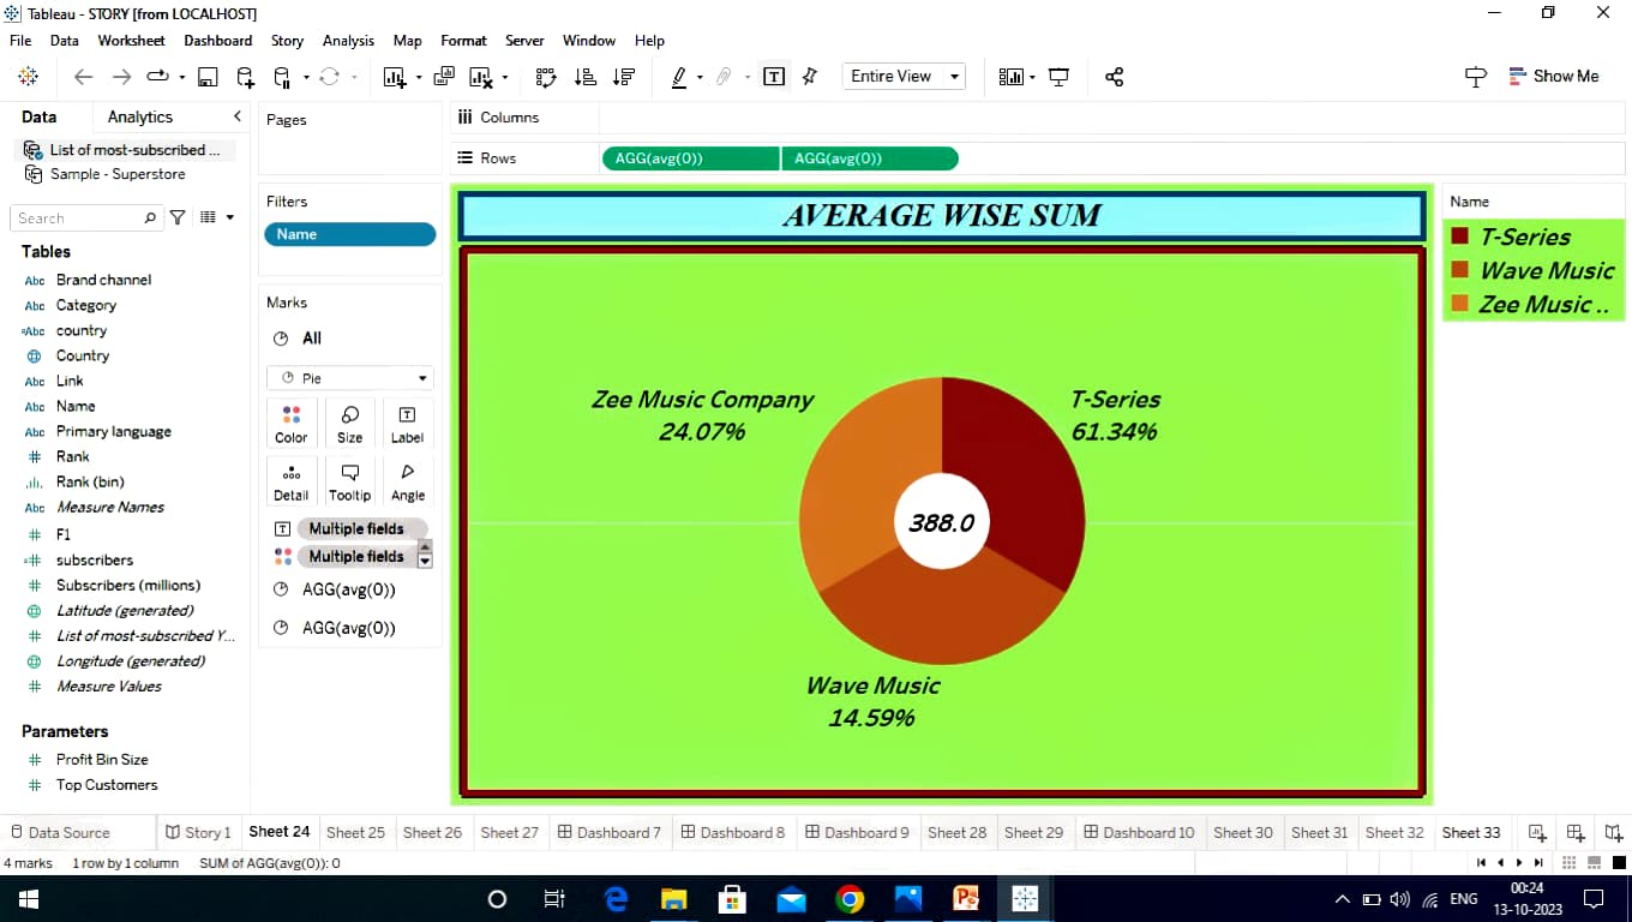 Tableau - STORY [from LOCALHOST]
File Data Worksheet Dashboard Story Analysis Map Format Server Window Help
Entire View
Show Me
Data Analytics
List of most-subscribed ...
Sample - Superstore
Search
Tables
Abc Brand channel
Abc Category
=Abc country
Country
Abc Link
Abc Name
Abc Primary language
# Rank
Rank (bin)
Abc Measure Names
# F1
=# subscribers
# Subscribers (millions)
Latitude (generated)
# List of most-subscribed Y...
Longitude (generated)
# Measure Values
Parameters
# Profit Bin Size
# Top Customers
Pages
Filters
Name
Marks
All
Pie
Color Size Label
Detail Tooltip Angle
Multiple fields
Multiple fields
AGG(avg(0))
AGG(avg(0))
Columns
Rows AGG(avg(0)) AGG(avg(0))
AVERAGE WISE SUM
Zee Music Company
24.07%
T-Series
61.34%
388.0
Wave Music
14.59%
Name
T-Series
Wave Music
Zee Music ..
Data Source Story 1 Sheet 24 Sheet 25 Sheet 26 Sheet 27 Dashboard 7 Dashboard 8 Dashboard 9 Sheet 28 Sheet 29 Dashboard 10 Sheet 30 Sheet 31 Sheet 32 Sheet 33
4 marks 1 row by 1 column SUM of AGG(avg(0)): 0
ENG
00:24
13-10-2023